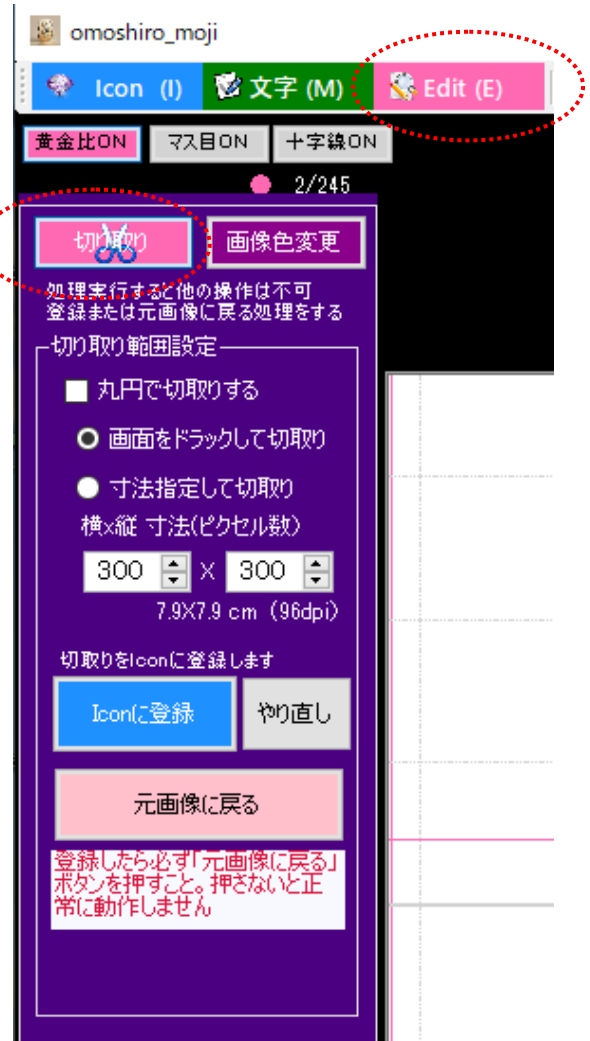 omoshiro_moji
Icon (I) 文字 (M) Edit (E)
黄金比ON マス目ON 十字線ON
2/245
切り取り 画像色変更
処理実行すると他の操作は不可
登録または元画像に戻る処理をする
切り取り範囲設定
丸円で切取りする
画面をドラックして切取り
寸法指定して切取り
横×縦 寸法(ピクセル数)
300 X 300
7.9X7.9 cm (96dpi)
切取りをIconに登録します
Iconに登録 やり直し
元画像に戻る
登録したら必ず「元画像に戻る」
ボタンを押すこと。押さないと正
常に動作しません